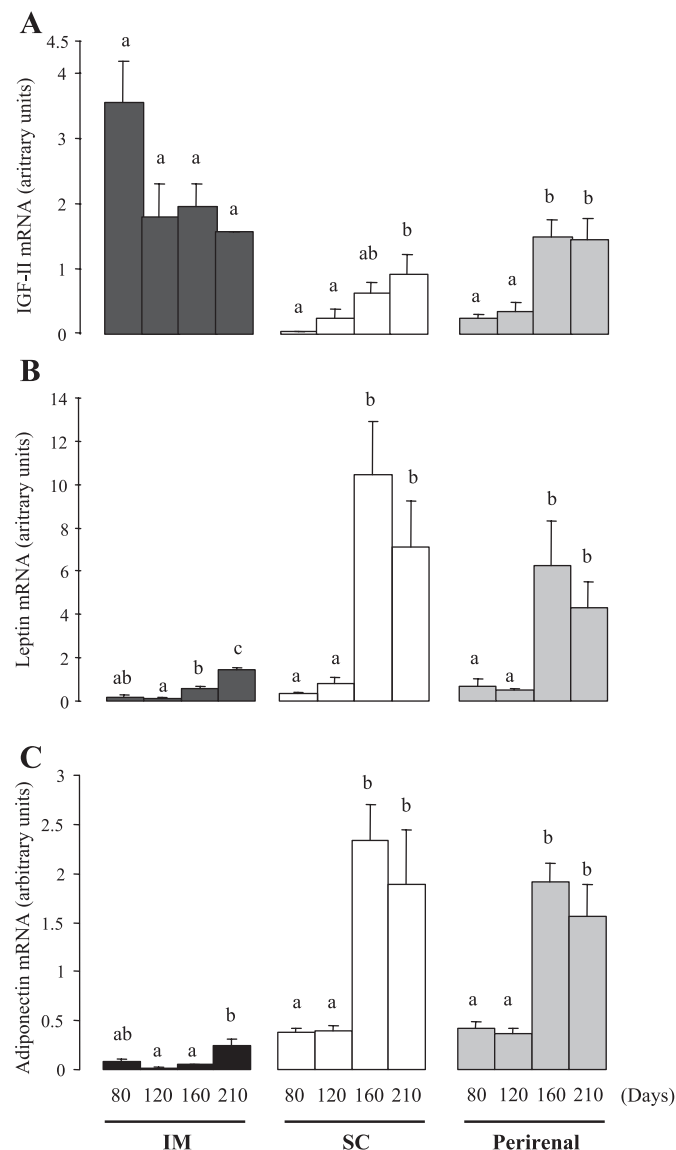 A
IGF-II mRNA (aritrary units)
4.5
4
3
2
1
0
a
a
a
a
a
a
ab
b
a
a
b
b
B
Leptin mRNA (aritrary units)
14
12
10
8
6
4
2
0
ab
a
b
c
a
a
b
b
a
a
b
b
C
Adiponectin mRNA (arbitrary units)
3
2.5
2
1.5
1
0.5
0
ab
a
a
b
a
a
b
b
a
a
b
b
80 120 160 210 80 120 160 210 80 120 160 210 (Days)
IM SC Perirenal